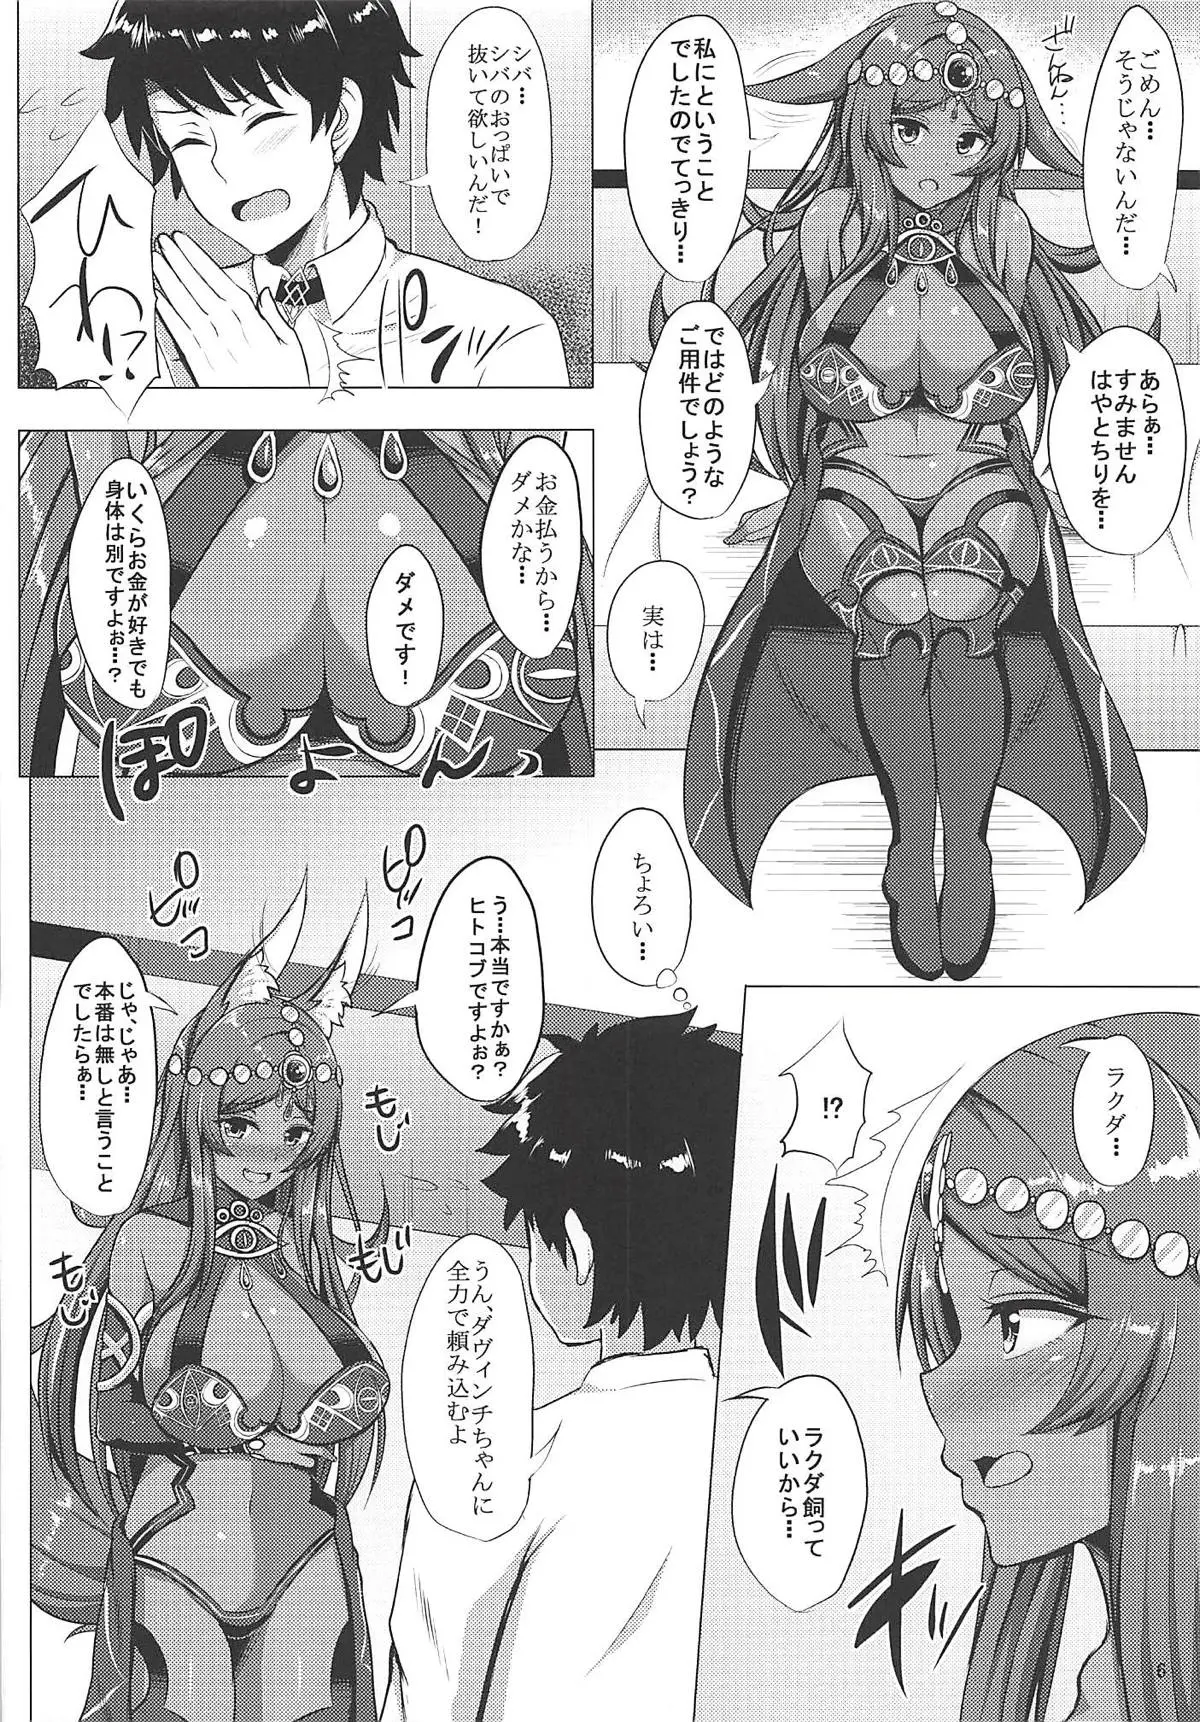 ごめん…
そうじゃないんだ…
ざんねん…
私にということ
でしたのでてっきり…
あらぁ…
すみません
はやとちりを…
ではどのような
ご用件でしょう?
実は…
シバ…
シバのおっぱいで
抜いて欲しいんだ!
ひゃわ!?
お金払うから…
ダメかな…
ダメです!
いくらお金が好きでも
身体は別ですよぉ…?
ぽよん
ラクダ…
!?
ラクダ飼って
いいから…
ちょろい…
う…本当ですかぁ?
ヒトコブですよぉ?
ピコッ
ピコッ
じゃ、じゃあ…
本番は無しと言うこと
でしたらぁ…
もじ
もじ
うん、ダヴィンチちゃんに
全力で頼み込むよ
6